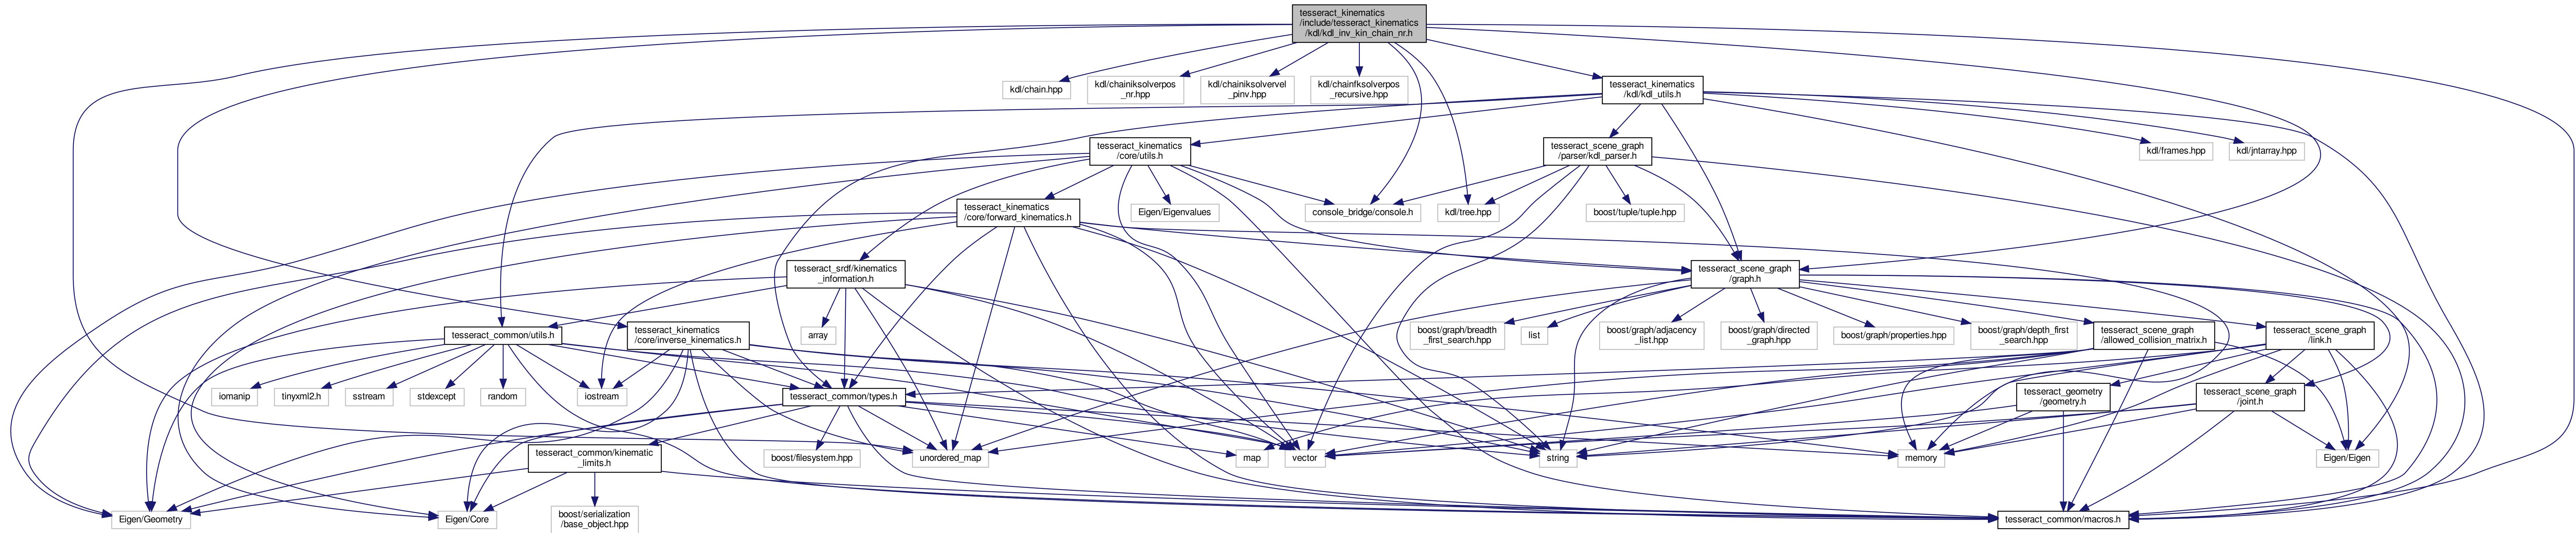 tesseract_kinematics
/include/tesseract_kinematics
/kdl/kdl_inv_kin_chain_nr.h
kdl/chain.hpp
kdl/chainiksolverpos
_nr.hpp
kdl/chainiksolvervel
_pinv.hpp
kdl/chainfksolverpos
_recursive.hpp
tesseract_kinematics
/kdl/kdl_utils.h
tesseract_kinematics
/core/utils.h
tesseract_scene_graph
/parser/kdl_parser.h
kdl/frames.hpp
kdl/jntarray.hpp
tesseract_kinematics
/core/forward_kinematics.h
Eigen/Eigenvalues
console_bridge/console.h
kdl/tree.hpp
boost/tuple/tuple.hpp
tesseract_srdf/kinematics
_information.h
tesseract_scene_graph
/graph.h
tesseract_common/utils.h
tesseract_kinematics
/core/inverse_kinematics.h
array
boost/graph/breadth
_first_search.hpp
list
boost/graph/adjacency
_list.hpp
boost/graph/directed
_graph.hpp
boost/graph/properties.hpp
boost/graph/depth_first
_search.hpp
tesseract_scene_graph
/allowed_collision_matrix.h
tesseract_scene_graph
/link.h
iomanip
tinyxml2.h
sstream
stdexcept
random
iostream
tesseract_common/types.h
tesseract_geometry
/geometry.h
tesseract_scene_graph
/joint.h
tesseract_common/kinematic
_limits.h
boost/filesystem.hpp
unordered_map
map
vector
string
memory
Eigen/Eigen
Eigen/Geometry
Eigen/Core
boost/serialization
/base_object.hpp
tesseract_common/macros.h